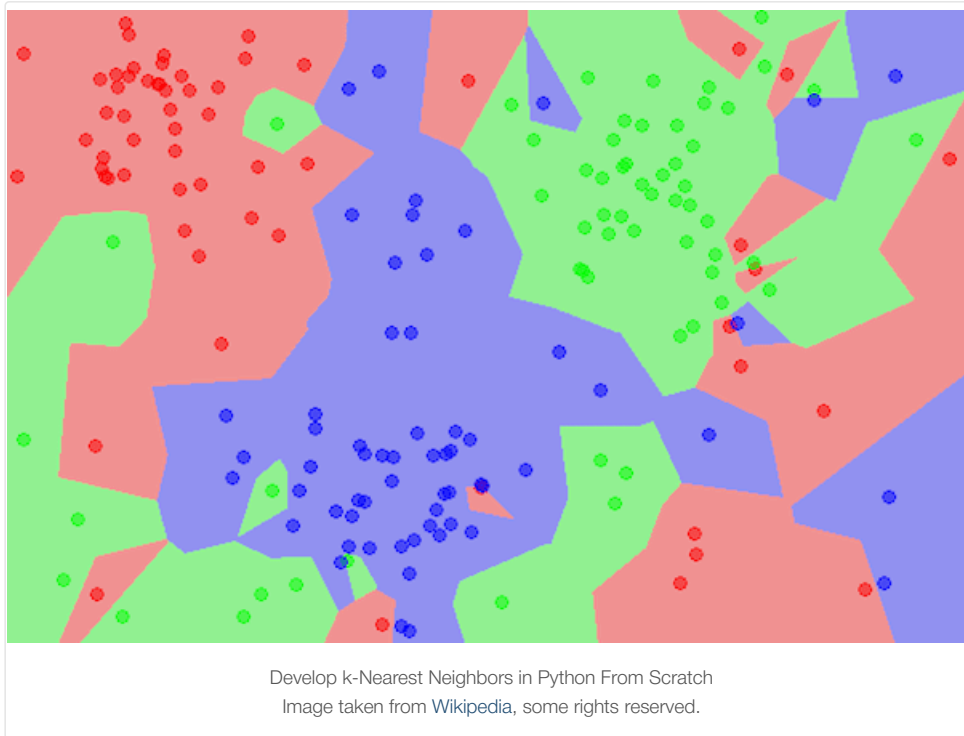 Develop k-Nearest Neighbors in Python From Scratch
Image taken from Wikipedia, some rights reserved.